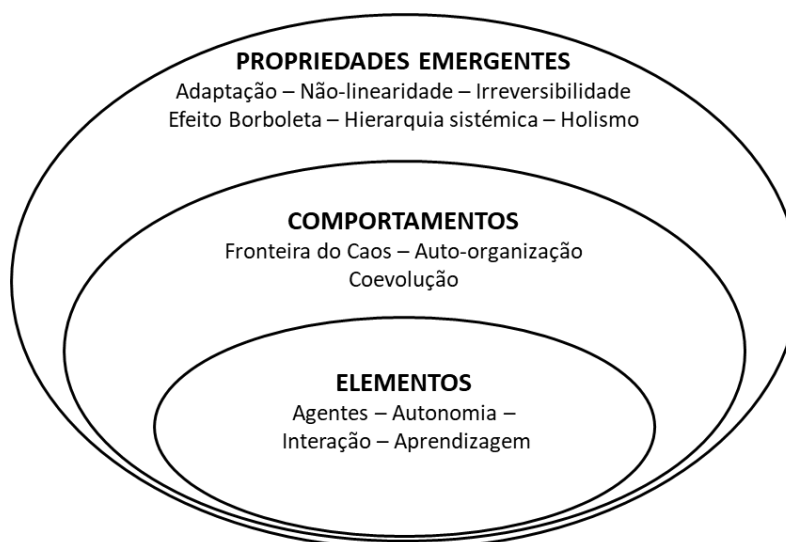 PROPRIEDADES EMERGENTES
Adaptação – Não-linearidade – Irreversibilidade
Efeito Borboleta – Hierarquia sistémica – Holismo
COMPORTAMENTOS
Fronteira do Caos – Auto-organização
Coevolução
ELEMENTOS
Agentes – Autonomia –
Interação – Aprendizagem